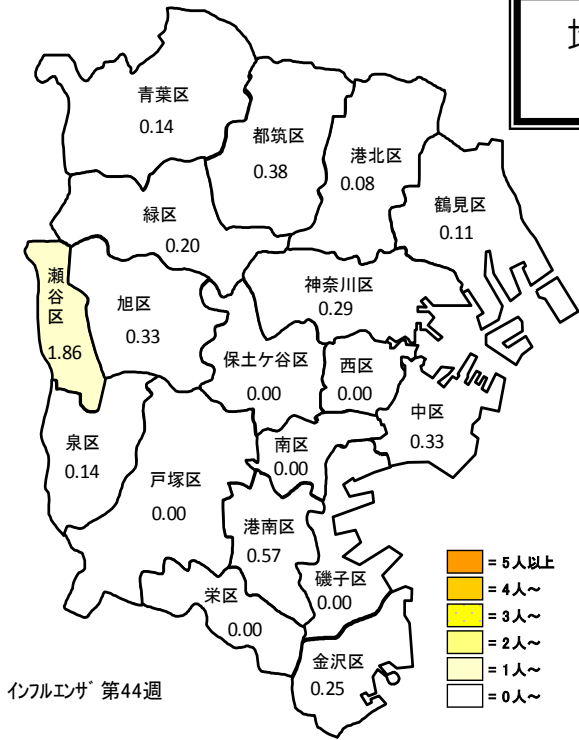 青葉区
0.14
都筑区
0.38
港北区
0.08
鶴見区
0.11
緑区
0.20
瀬谷区
1.86
旭区
0.33
神奈川区
0.29
保土ケ谷区
0.00
西区
0.00
中区
0.33
泉区
0.14
戸塚区
0.00
南区
0.00
港南区
0.57
磯子区
0.00
栄区
0.00
金沢区
0.25
= 5人以上
= 4人～
= 3人～
= 2人～
= 1人～
= 0人～
インフルエンザ 第44週